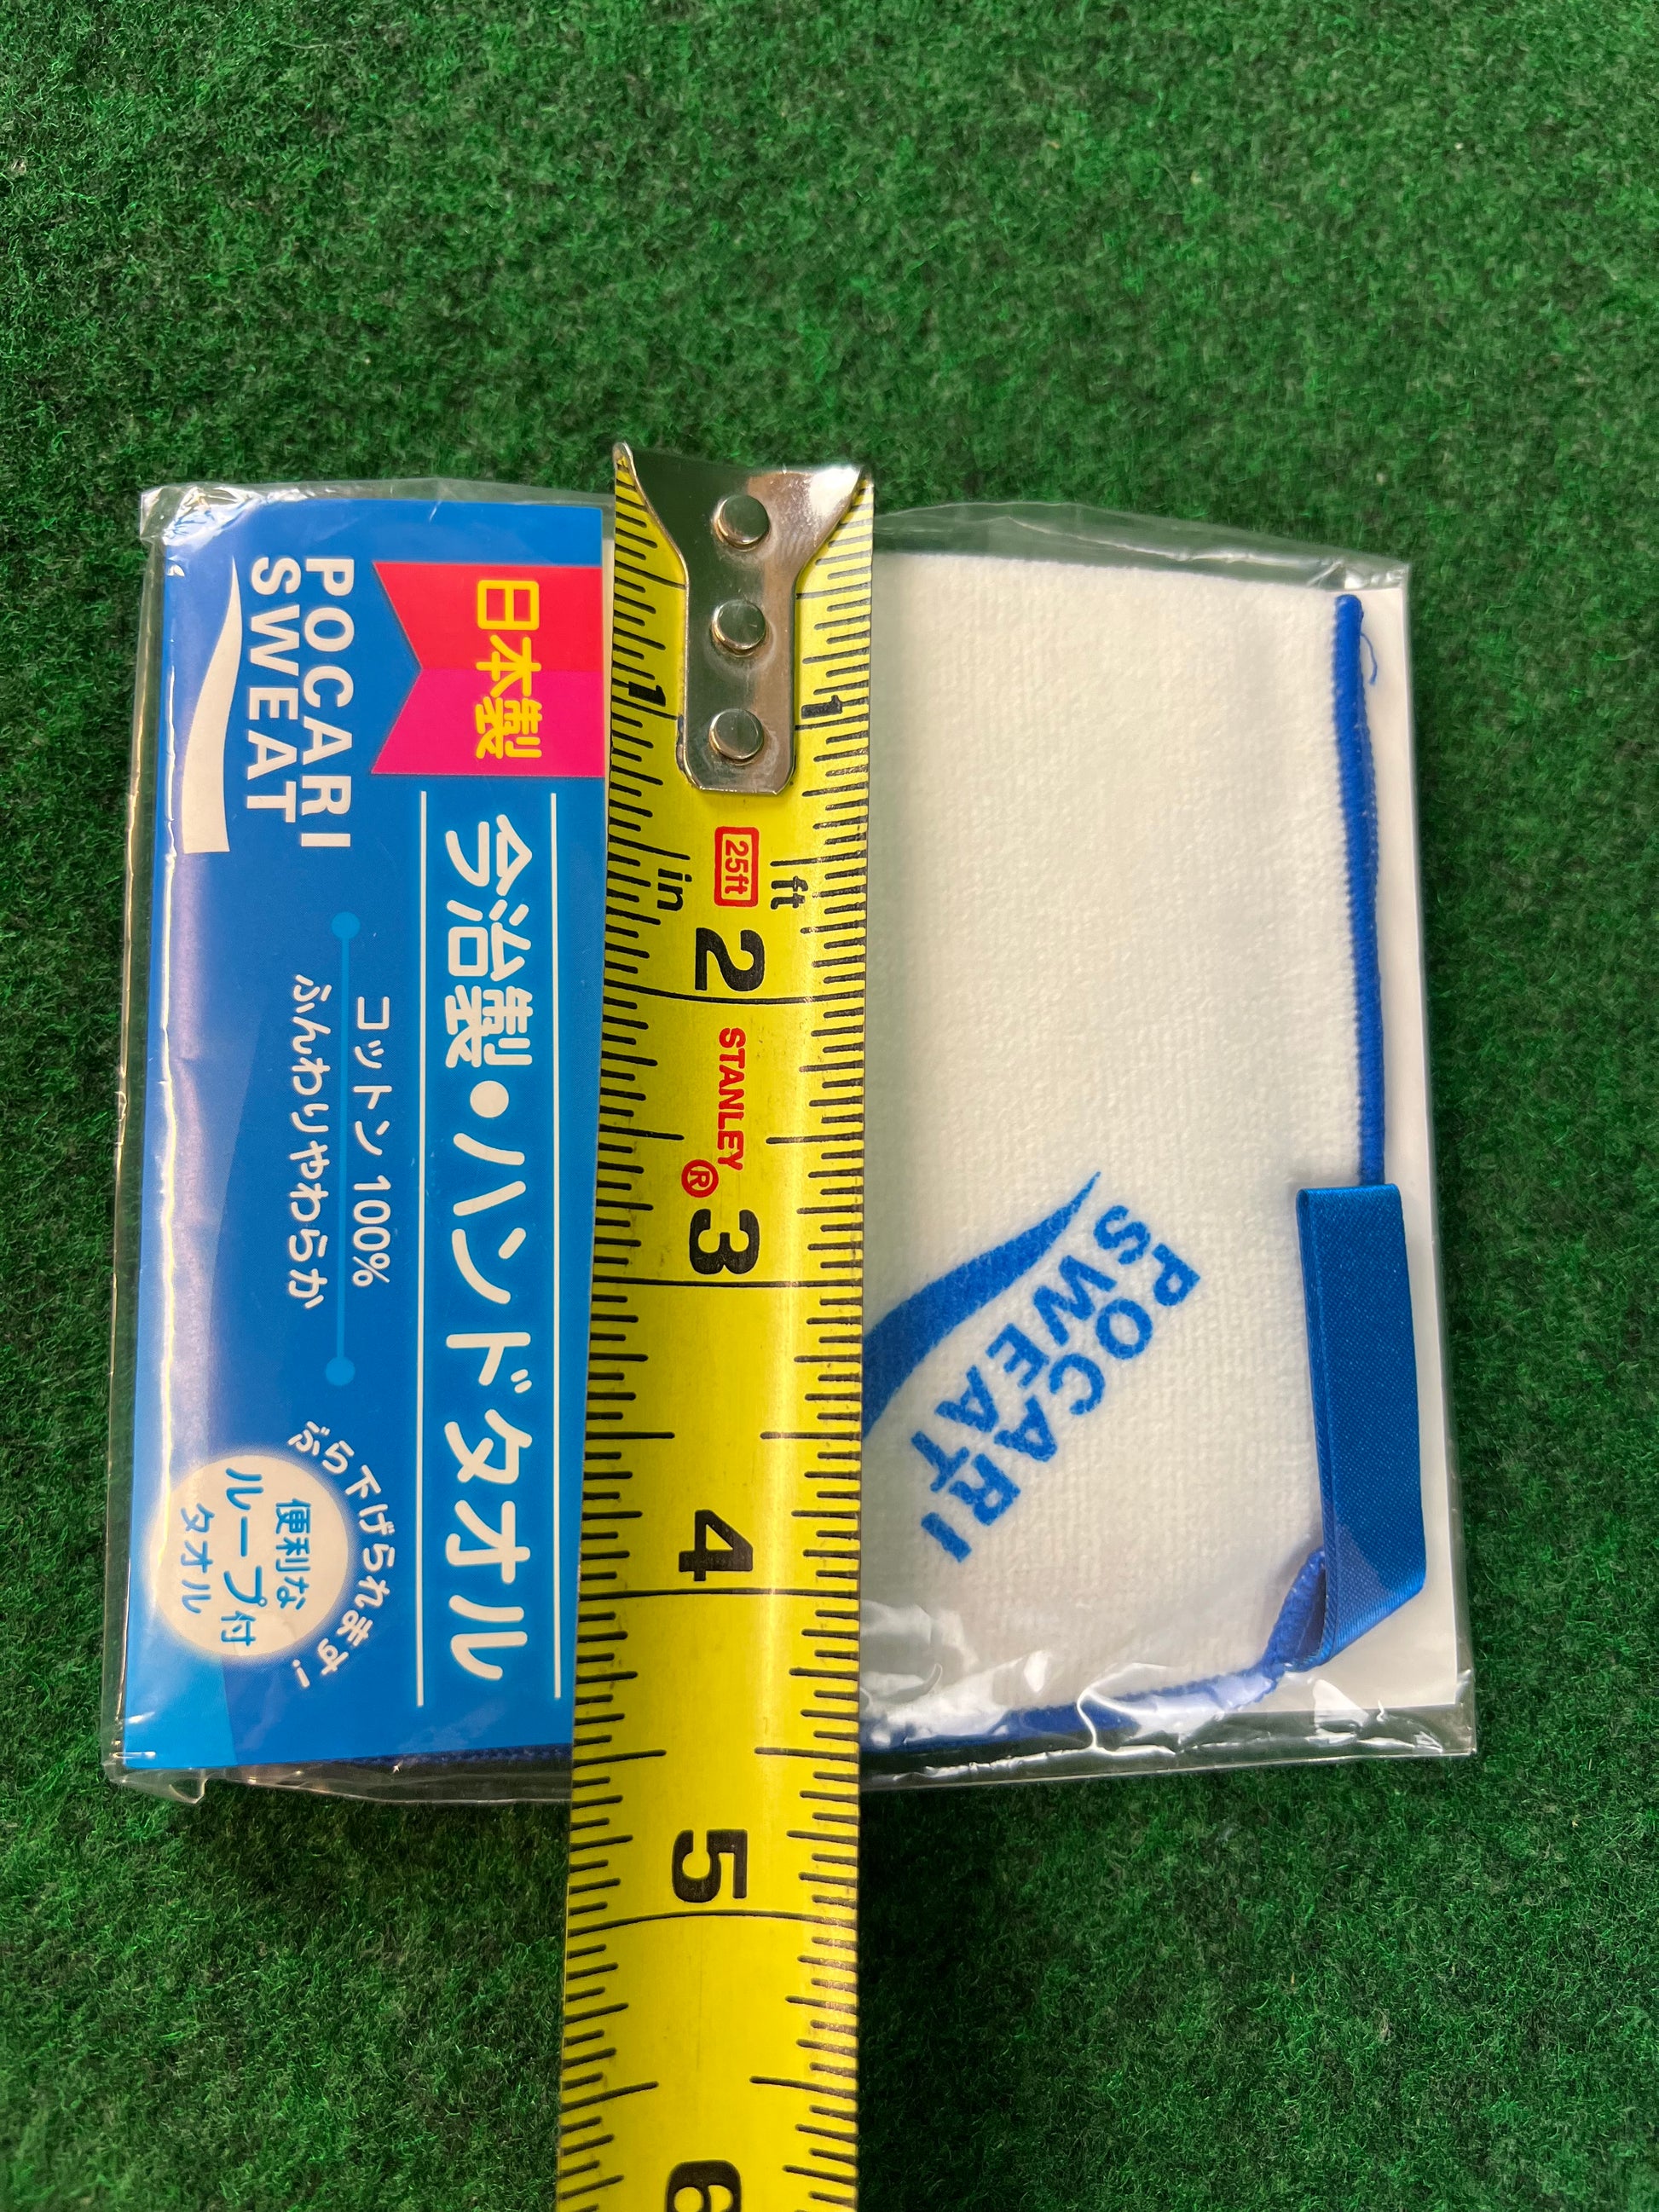 POCARI
SWEAT
日本製
今治製・ハンドタオル
コットン 100%
ふんわりやわらか
ぶら下げられます!
便利な
ループ付
タオル
1
1
in
25ft
ft
2
STANLEY®
3
4
5
6
POCARI
SWEAT